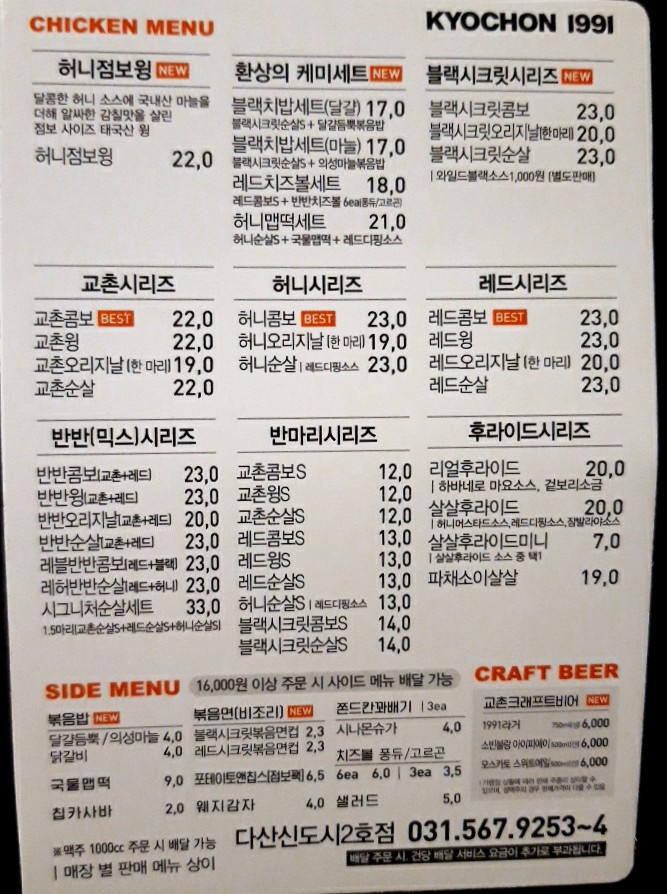 CHICKEN MENU
KYOCHON 1991
허니점보윙 NEW
달콤한 허니 소스에 국내산 마늘을
더해 알싸한 감칠맛을 살린
점보 사이즈 태국산 윙
허니점보윙 22,0
환상의 케미세트 NEW
블랙치밥세트(달걀) 17,0
블랙시크릿순살S + 달걀듬뿍볶음밥
블랙치밥세트(마늘) 17,0
블랙시크릿순살S + 의성마늘볶음밥
레드치즈볼세트 18,0
레드콤보S + 반반치즈볼 6ea(퐁듀/고르곤)
허니맵떡세트 21,0
허니순살S + 국물맵떡 + 레드디핑소스
블랙시크릿시리즈 NEW
블랙시크릿콤보 23,0
블랙시크릿오리지날(한마리) 20,0
블랙시크릿순살 23,0
| 와일드블랙소스1,000원 (별도판매)
교촌시리즈
교촌콤보 BEST 22,0
교촌윙 22,0
교촌오리지날 (한 마리) 19,0
교촌순살 22,0
허니시리즈
허니콤보 BEST 23,0
허니오리지날 (한 마리) 19,0
허니순살 | 레드디핑소스 23,0
레드시리즈
레드콤보 BEST 23,0
레드윙 23,0
레드오리지날 (한 마리) 20,0
레드순살 23,0
반반(믹스)시리즈
반반콤보(교촌+레드) 23,0
반반윙(교촌+레드) 23,0
반반오리지날(교촌+레드) 20,0
반반순살(교촌+레드) 23,0
레블반반콤보(레드+블랙) 23,0
레허반반순살(레드+허니) 23,0
시그니처순살세트 33,0
1.5마리(교촌순살S+레드순살S+허니순살S)
반마리시리즈
교촌콤보S 12,0
교촌윙S 12,0
교촌순살S 12,0
레드콤보S 13,0
레드윙S 13,0
레드순살S 13,0
허니순살S | 레드디핑소스 13,0
블랙시크릿콤보S 14,0
블랙시크릿순살S 14,0
후라이드시리즈
리얼후라이드 20,0
| 하바네로 마요소스, 겉보리소금
살살후라이드 20,0
| 허니머스타드소스,레드디핑소스,잠발라야소스
살살후라이드미니 7,0
| 살살후라이드 소스 중 택1
파채소이살살 19,0
SIDE MENU
16,000원 이상 주문 시 사이드 메뉴 배달 가능
볶음밥 NEW
달걀듬뿍/의성마늘 4,0
닭갈비 4,0
국물맵떡 9,0
칩카사바 2,0
볶음면(비조리) NEW
블랙시크릿볶음면컵 2,3
레드시크릿볶음면컵 2,3
포테이토앤칩스(점보팩) 6,5
웨지감자 4,0
쫀드칸꽈배기 | 3ea
시나몬슈가 4,0
치즈볼 퐁듀/고르곤
6ea 6,0 | 3ea 3,5
샐러드 5,0
CRAFT BEER
교촌크래프트비어 NEW
1991라거 750ml(병) 6,000
소빈블랑 아이피에이 500ml(캔) 6,000
모스카토 스위트에일 500ml(캔) 6,000
※맥주 1000cc 주문 시 배달 가능
| 매장 별 판매 메뉴 상이
다산신도시2호점 031.567.9253~4
배달 주문 시, 건당 배달 서비스 요금이 추가로 부과됩니다.